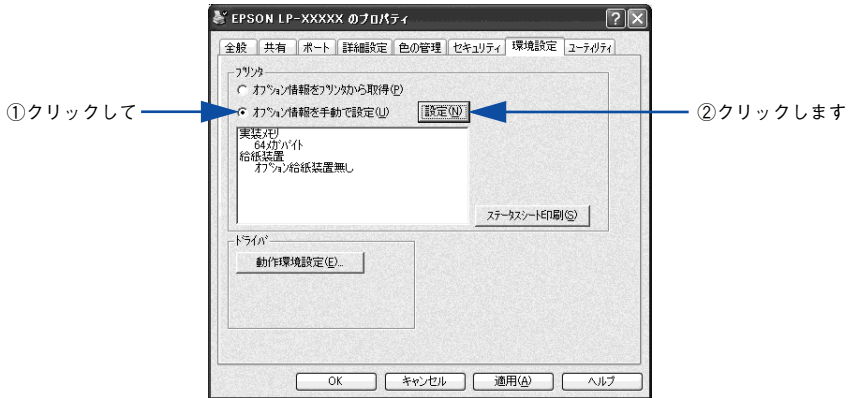 EPSON LP-XXXXX のプロパティ
全般 共有 ポート 詳細設定 色の管理 セキュリティ 環境設定 ユーティリティ
プリンタ
オプション情報をプリンタから取得(P)
①クリックして
オプション情報を手動で設定(U) 設定(N)
②クリックします
実装メモリ
64メガバイト
給紙装置
オプション給紙装置無し
ステータスシート印刷(S)
ドライバ
動作環境設定(E)...
OK キャンセル 適用(A) ヘルプ